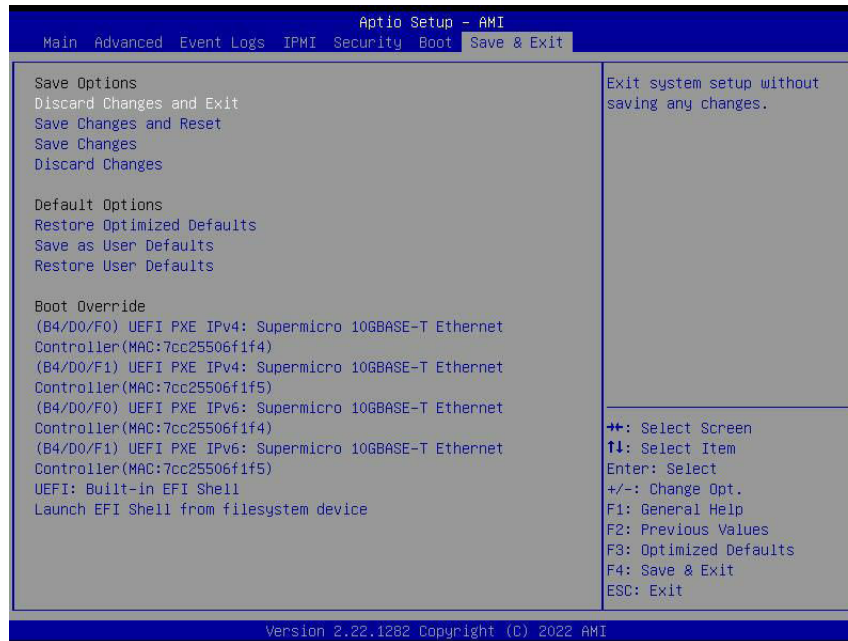 Aptio Setup – AMI
Main Advanced Event Logs IPMI Security Boot Save & Exit
Save Options
Discard Changes and Exit
Save Changes and Reset
Save Changes
Discard Changes
Default Options
Restore Optimized Defaults
Save as User Defaults
Restore User Defaults
Boot Override
(B4/D0/F0) UEFI PXE IPv4: Supermicro 10GBASE-T Ethernet
Controller(MAC:7cc25506f1f4)
(B4/D0/F1) UEFI PXE IPv4: Supermicro 10GBASE-T Ethernet
Controller(MAC:7cc25506f1f5)
(B4/D0/F0) UEFI PXE IPv6: Supermicro 10GBASE-T Ethernet
Controller(MAC:7cc25506f1f4)
(B4/D0/F1) UEFI PXE IPv6: Supermicro 10GBASE-T Ethernet
Controller(MAC:7cc25506f1f5)
UEFI: Built-in EFI Shell
Launch EFI Shell from filesystem device
Exit system setup without
saving any changes.
→←: Select Screen
↑↓: Select Item
Enter: Select
+/-: Change Opt.
F1: General Help
F2: Previous Values
F3: Optimized Defaults
F4: Save & Exit
ESC: Exit
Version 2.22.1282 Copyright (C) 2022 AMI